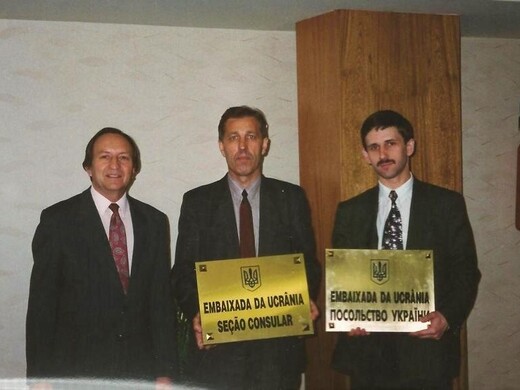 EMBAIXADA DA UCRÂNIA
SEÇÃO CONSULAR
EMBAIXADA DA UCRÂNIA
ПОСОЛЬСТВО УКРАЇНИ